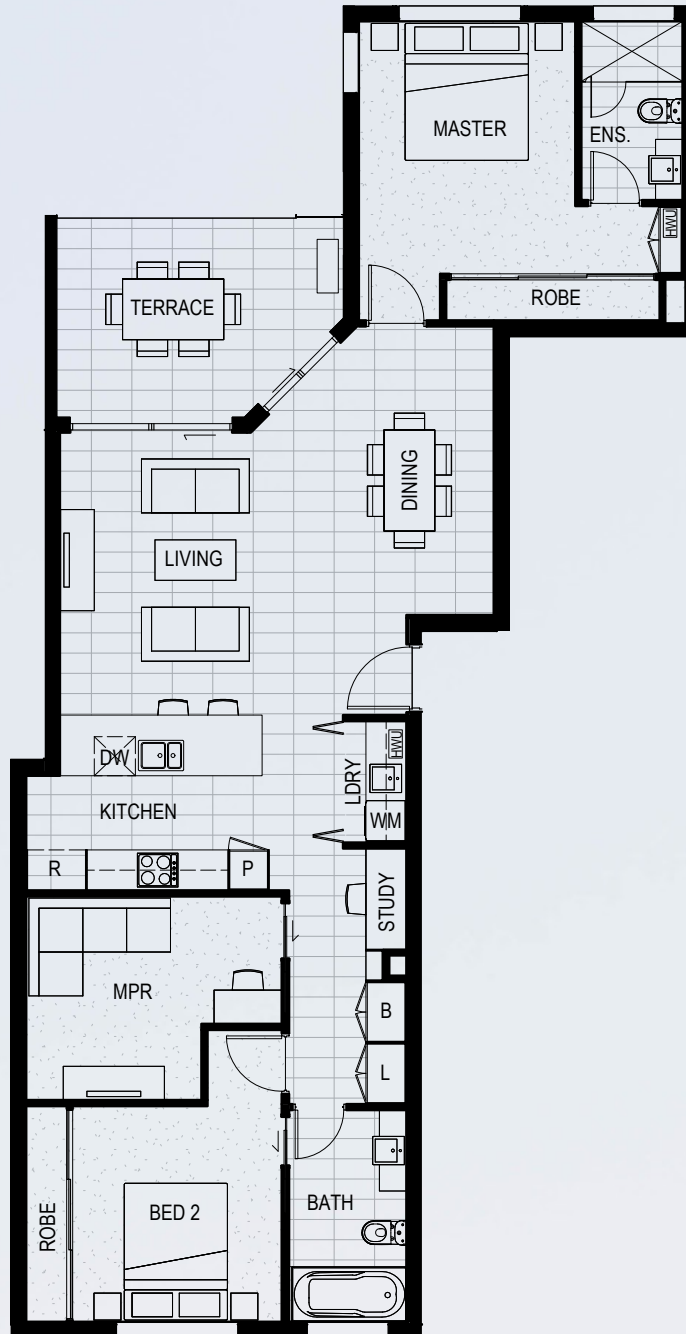 MASTER
ENS.
HWU
ROBE
TERRACE
DINING
LIVING
DW
HWU
LDRY
KITCHEN
WM
R
P
STUDY
MPR
B
L
ROBE
BED 2
BATH